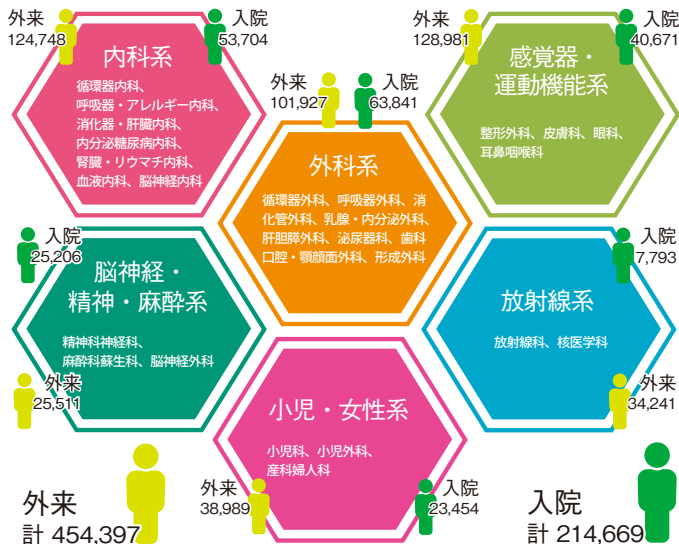 外来
124,748
入院
53,704
内科系
循環器内科、
呼吸器・アレルギー内科、
消化器・肝臓内科、
内分泌糖尿病内科、
腎臓・リウマチ内科、
血液内科、脳神経内科
外来
101,927
入院
63,841
外科系
循環器外科、呼吸器外科、消
化管外科、乳腺・内分泌外科、
肝胆膵外科、泌尿器科、歯科
口腔・顎顔面外科、形成外科
外来
128,981
入院
40,671
感覚器・
運動機能系
整形外科、皮膚科、眼科、
耳鼻咽喉科
入院
25,206
脳神経・
精神・麻酔系
精神科神経科、
麻酔科蘇生科、脳神経外科
外来
25,511
入院
7,793
放射線系
放射線科、核医学科
外来
34,241
小児・女性系
小児科、小児外科、
産科婦人科
外来
38,989
入院
23,454
外来
計 454,397
入院
計 214,669